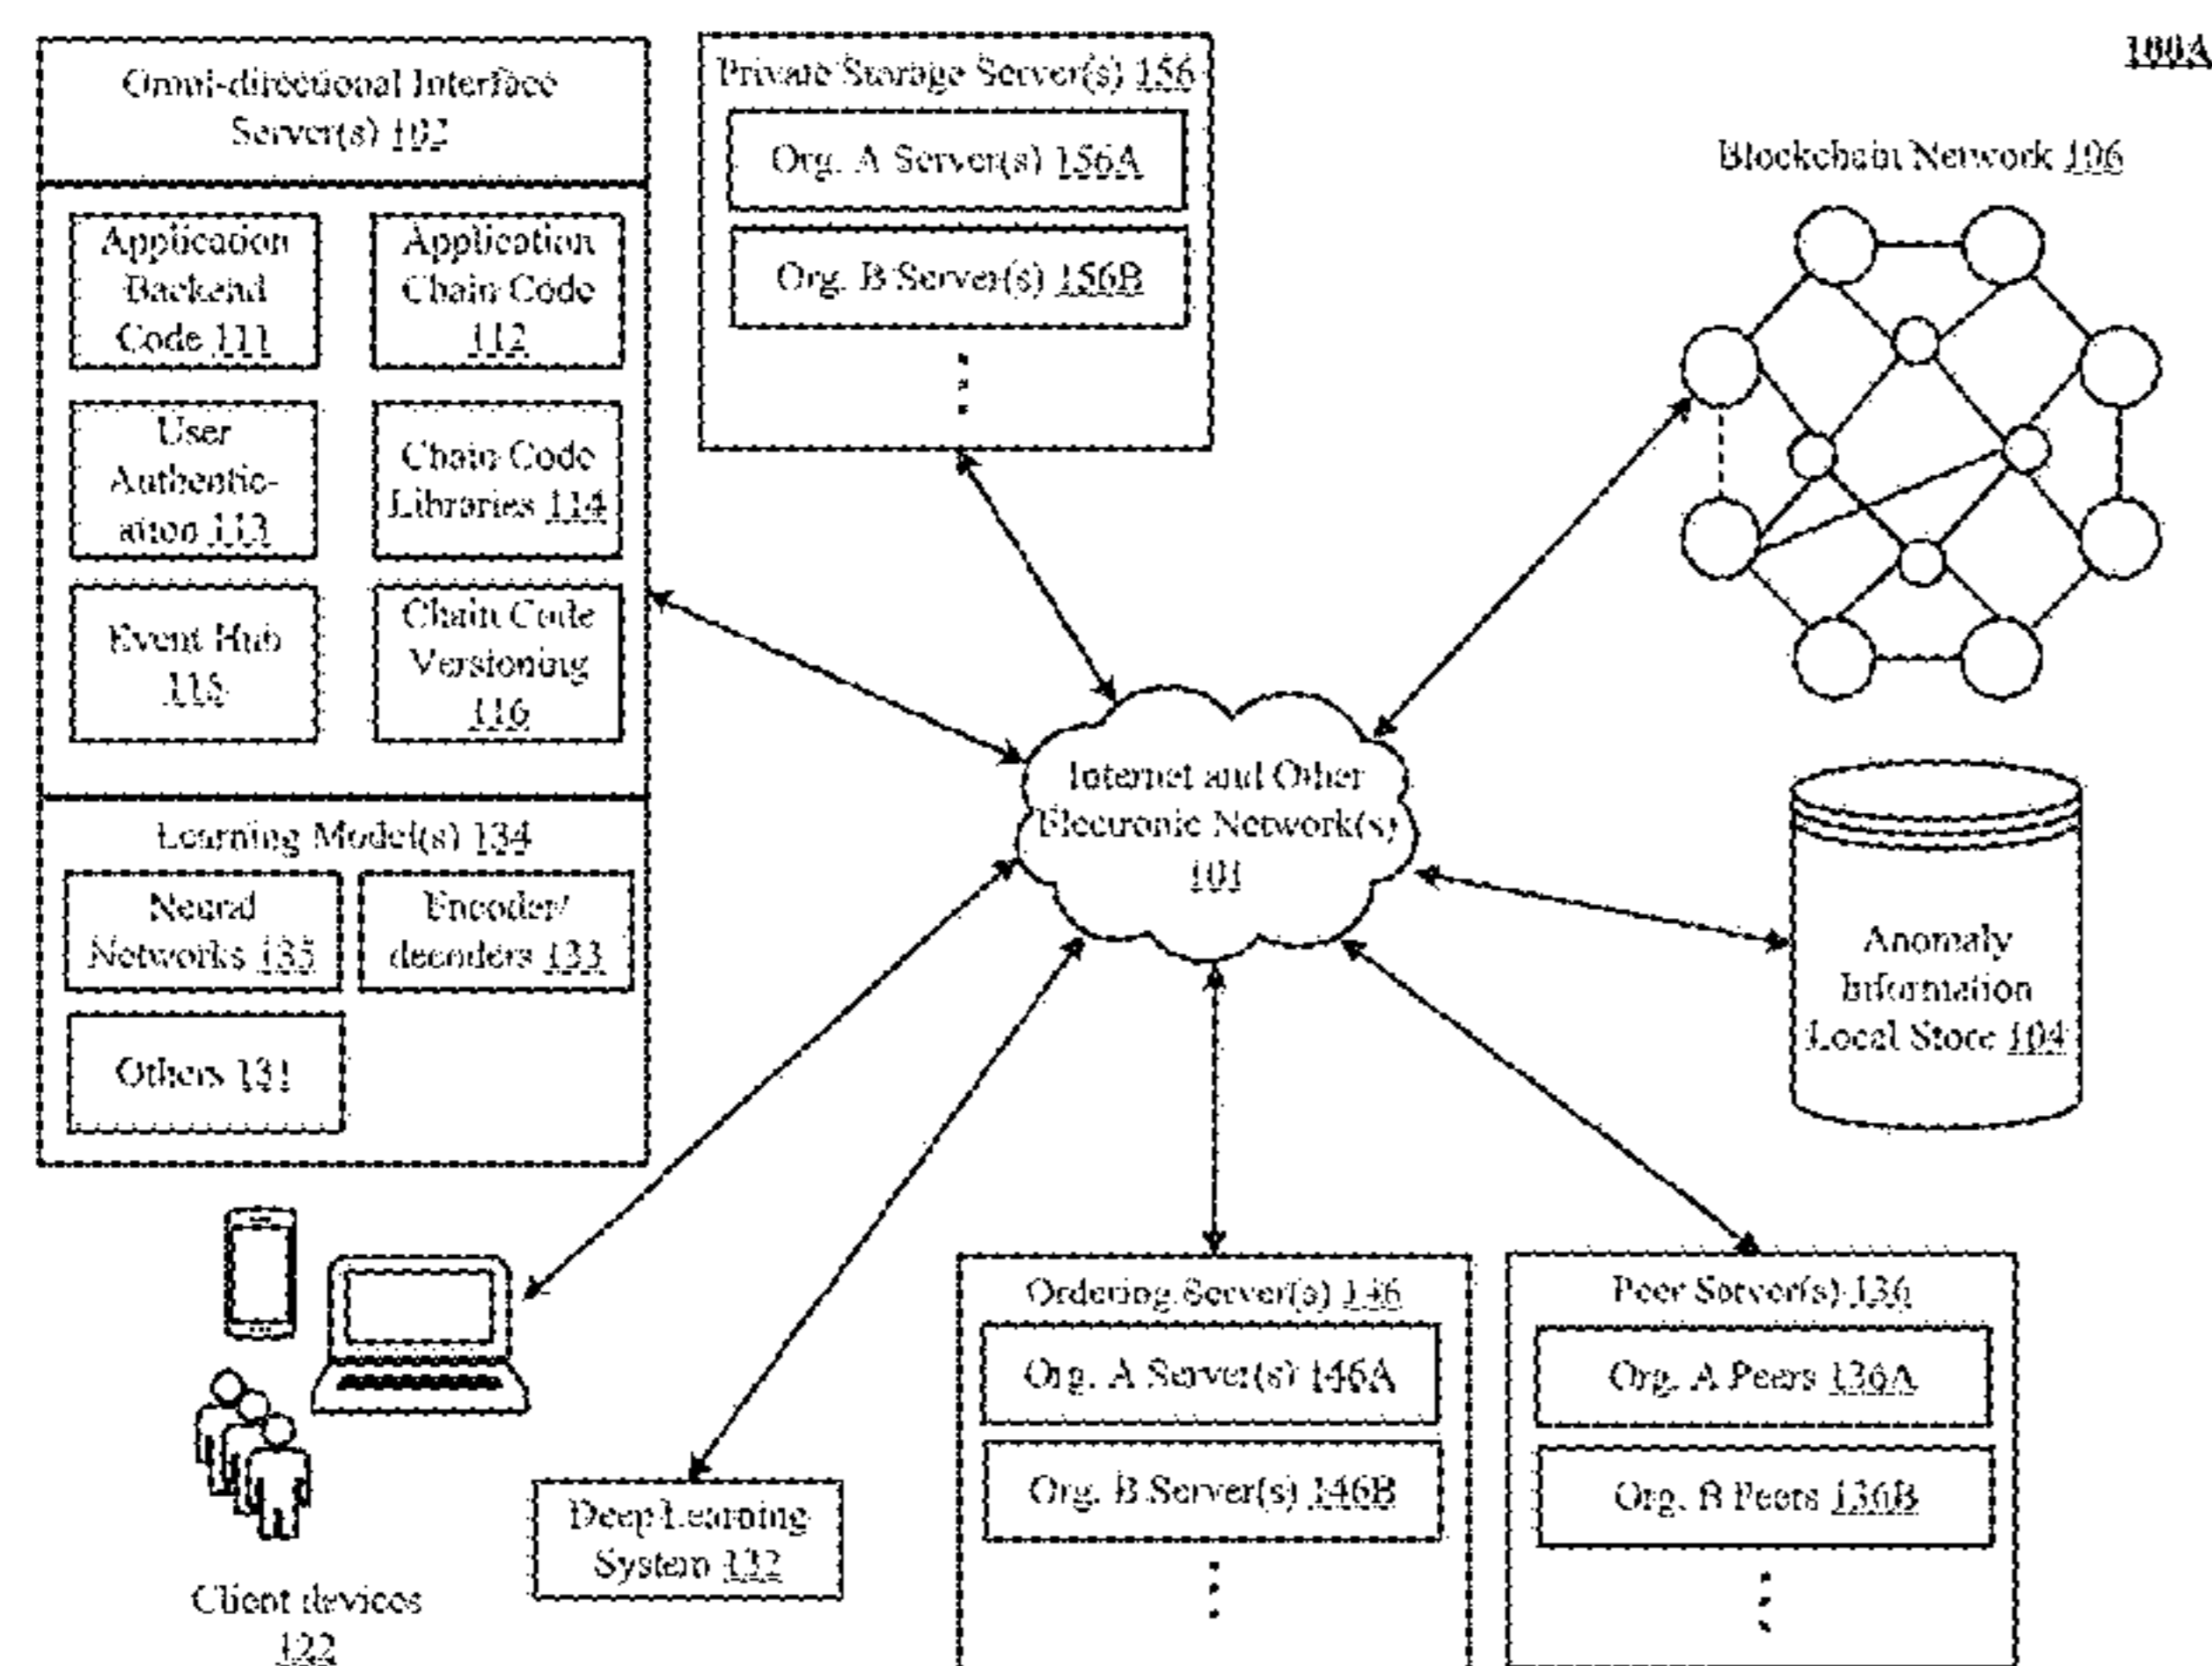 100A
Omni-directional Interface
Server(s) 102
Application
Backend
Code 111
Application
Chain Code
112
User
Authentic-
ation 113
Chain Code
Libraries 114
Event Hub
115
Chain Code
Versioning
116
Learning Model(s) 134
Neural
Networks 135
Encoder/
decoders 133
Others 131
Private Storage Server(s) 156
Org. A Server(s) 156A
Org. B Server(s) 156B
Blockchain Network 106
Internet and Other
Electronic Network(s)
101
Anomaly
Information
Local Store 104
Client devices
122
Deep Learning
System 132
Ordering Server(s) 146
Org. A Server(s) 146A
Org. B Server(s) 146B
Peer Server(s) 136
Org. A Peers 136A
Org. B Peers 136B